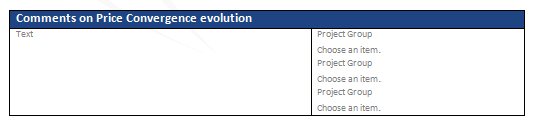 Comments on Price Convergence evolution
Text
Project Group
Choose an item.
Project Group
Choose an item.
Project Group
Choose an item.